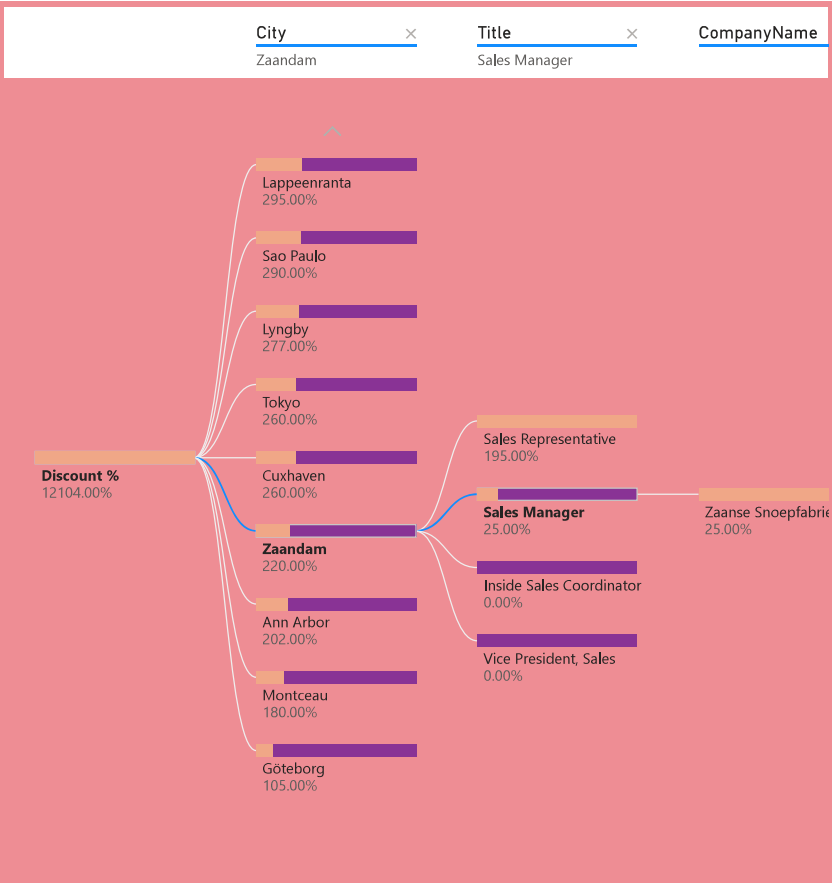 City
Title
CompanyName
Zaandam
Sales Manager
Lappeenranta
295.00%
Sao Paulo
290.00%
Lyngby
277.00%
Tokyo
260.00%
Sales Representative
195.00%
Discount %
12104.00%
Cuxhaven
260.00%
Sales Manager
25.00%
Zaanse Snoepfabrie
25.00%
Zaandam
220.00%
Inside Sales Coordinator
0.00%
Ann Arbor
202.00%
Vice President, Sales
0.00%
Montceau
180.00%
Göteborg
105.00%